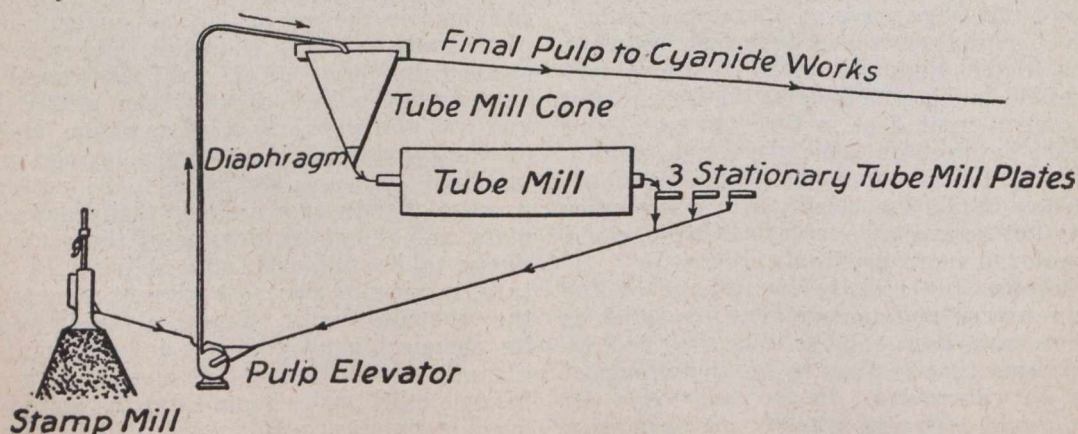 Final Pulp to Cyanide Works
Tube Mill Cone
Diaphragm
Tube Mill
3 Stationary Tube Mill Plates
Pulp Elevator
Stamp Mill